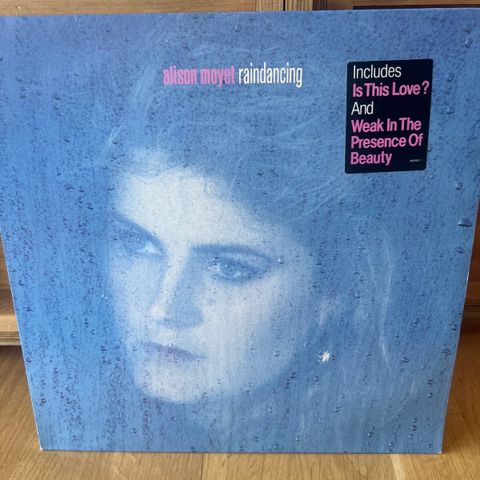 alison moyet raindancing
Includes
Is This Love?
And
Weak In The
Presence Of
Beauty